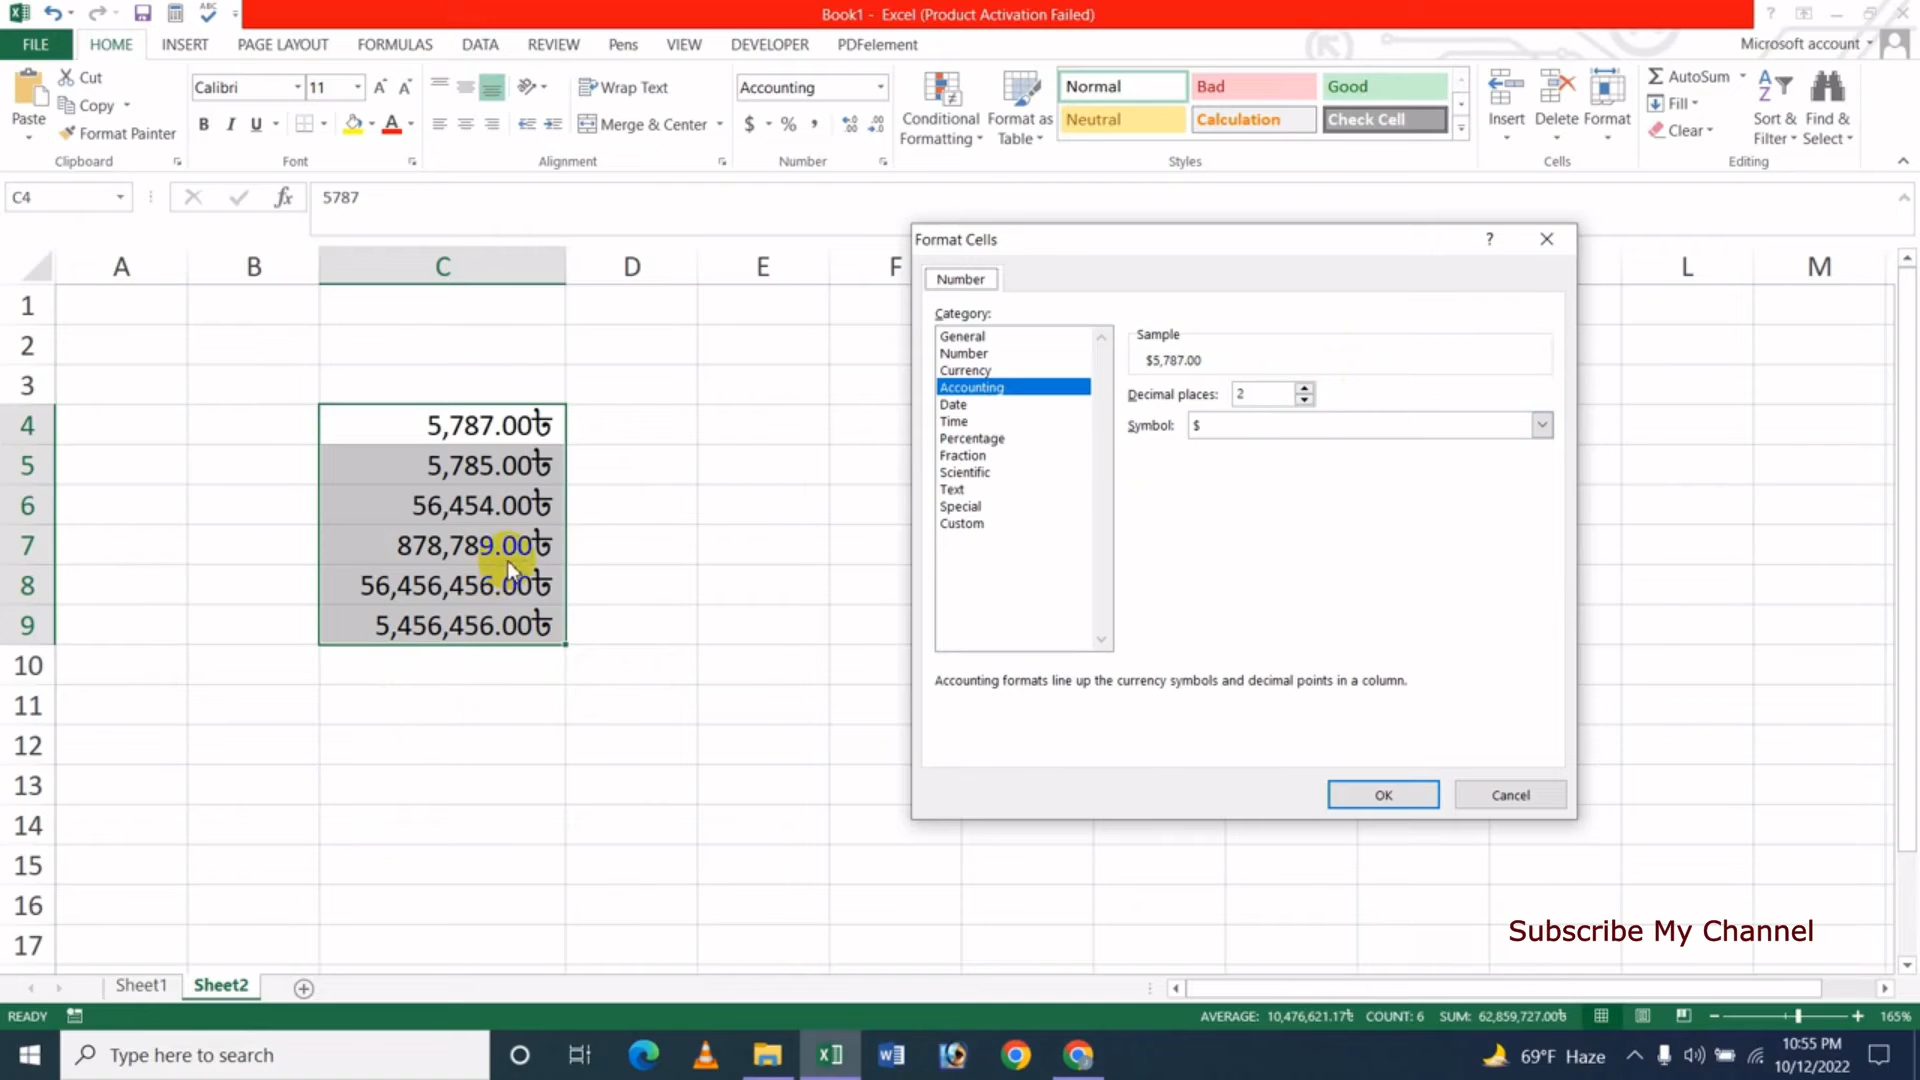 ABC
Book1 - Excel (Product Activation Failed)
?
FILE HOME INSERT PAGE LAYOUT FORMULAS DATA REVIEW VIEW DEVELOPER PDFelement Pens Microsoft account
Cut
Copy
Format Painter
Paste
Clipboard
Calibri 11
B I U A
Font
Wrap Text
Merge & Center
Alignment
Accounting
$ % ,
Number
Conditional Formatting
Format as Table
Normal Bad Good
Neutral Calculation Check Cell
Styles
Insert Delete Format
Cells
AutoSum
Fill
Clear
Sort & Filter
Find & Select
Editing
C4 fx 5787
A B C D E F L M
1
2
3
4 5,787.00৳
5 5,785.00৳
6 56,454.00৳
7 878,789.00৳
8 56,456,456.00৳
9 5,456,456.00৳
10
11
12
13
14
15
16
17
Format Cells ?
Number
Category:
General
Number
Currency
Accounting
Date
Time
Percentage
Fraction
Scientific
Text
Special
Custom
Sample
$5,787.00
Decimal places: 2
Symbol: $
Accounting formats line up the currency symbols and decimal points in a column.
OK Cancel
Subscribe My Channel
Sheet1 Sheet2
READY AVERAGE: 10,476,621.17৳ COUNT: 6 SUM: 62,859,727.00৳ 165%
Type here to search
69°F Haze
10:55 PM
10/12/2022